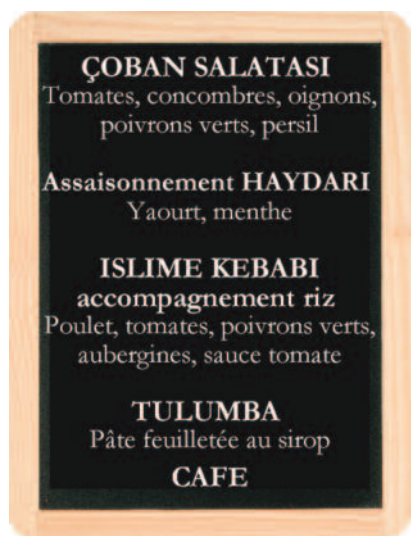 ÇOBAN SALATASI
Tomates, concombres, oignons,
poivrons verts, persil
Assaisonnement HAYDARI
Yaourt, menthe
ISLIME KEBABI
accompagnement riz
Poulet, tomates, poivrons verts,
aubergines, sauce tomate
TULUMBA
Pâte feuilletée au sirop
CAFE